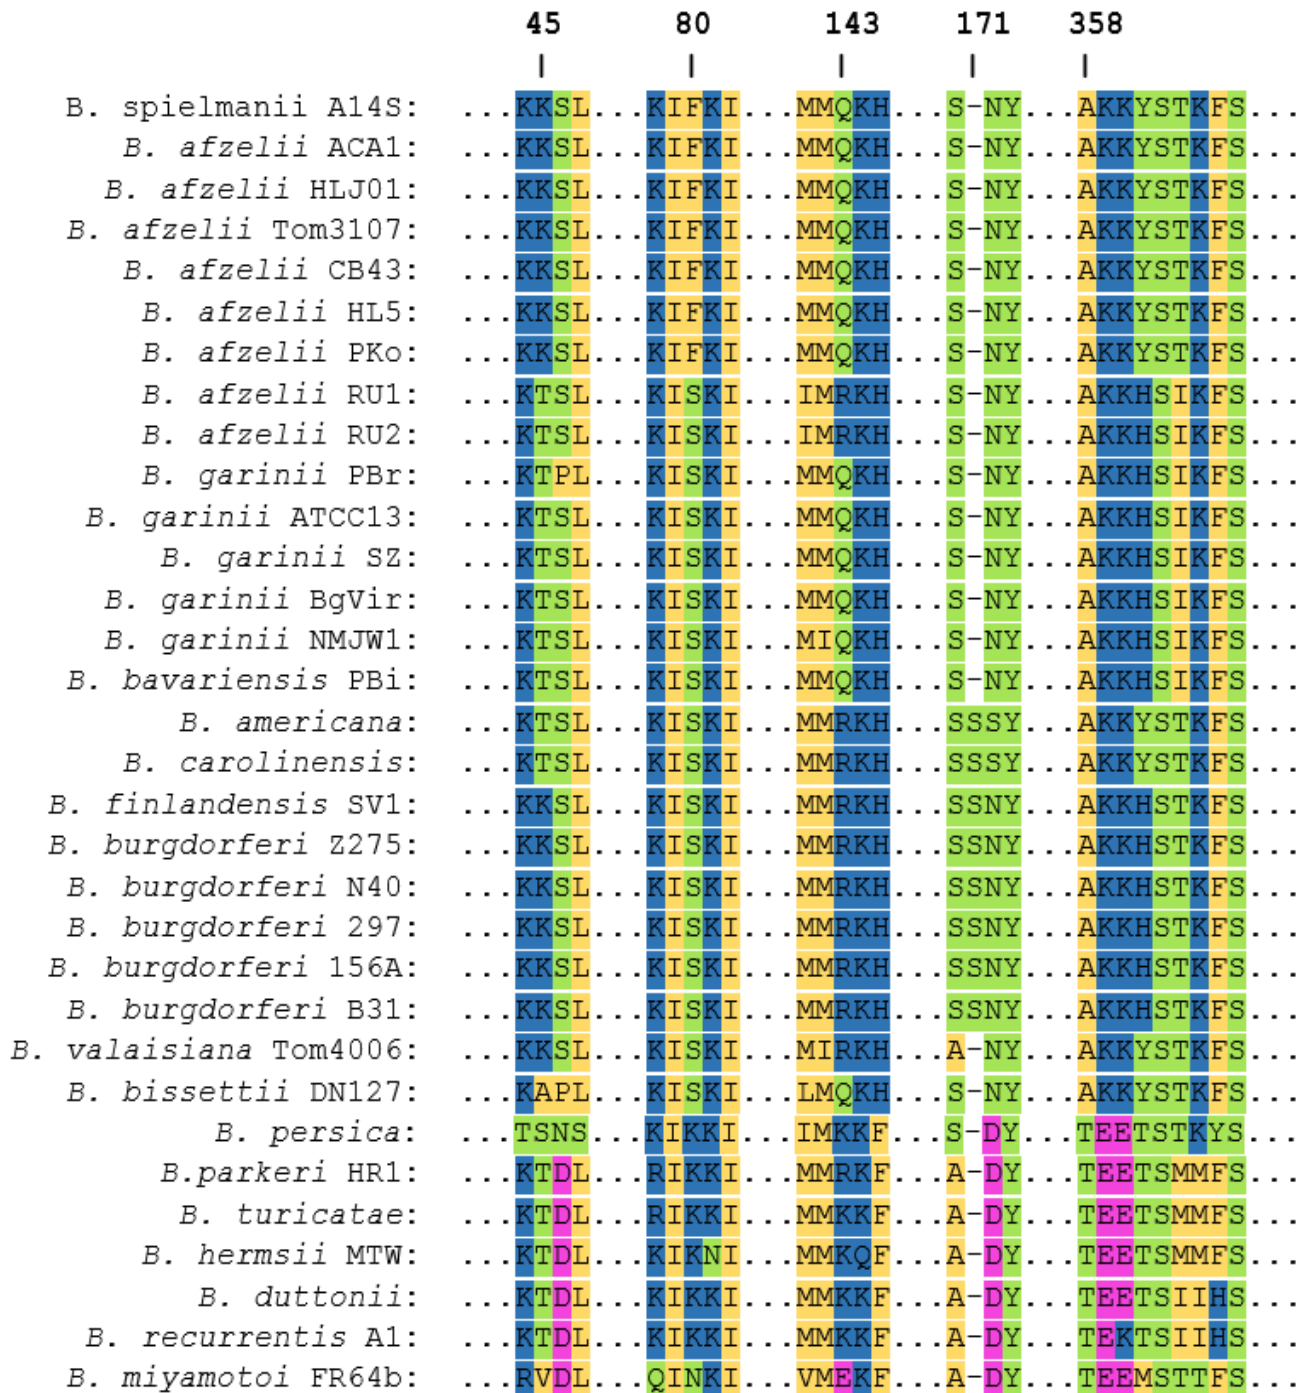 45 80 143 171 358
| | | | |
B. spielmanii A14S: ...KKSL...KIFKI...MMQKH...S-NY...AKKYSTKFS...
B. afzelii ACA1: ...KKSL...KIFKI...MMQKH...S-NY...AKKYSTKFS...
B. afzelii HLJ01: ...KKSL...KIFKI...MMQKH...S-NY...AKKYSTKFS...
B. afzelii Tom3107: ...KKSL...KIFKI...MMQKH...S-NY...AKKYSTKFS...
B. afzelii CB43: ...KKSL...KIFKI...MMQKH...S-NY...AKKYSTKFS...
B. afzelii HL5: ...KKSL...KIFKI...MMQKH...S-NY...AKKYSTKFS...
B. afzelii PKo: ...KKSL...KIFKI...MMQKH...S-NY...AKKYSTKFS...
B. afzelii RU1: ...KTSL...KISKI...IMRKH...S-NY...AKKHSIKFS...
B. afzelii RU2: ...KTSL...KISKI...IMRKH...S-NY...AKKHSIKFS...
B. garinii PBr: ...KTPL...KISKI...MMQKH...S-NY...AKKHSIKFS...
B. garinii ATCC13: ...KTSL...KISKI...MMQKH...S-NY...AKKHSIKFS...
B. garinii SZ: ...KTSL...KISKI...MMQKH...S-NY...AKKHSIKFS...
B. garinii BgVir: ...KTSL...KISKI...MMQKH...S-NY...AKKHSIKFS...
B. garinii NMJW1: ...KTSL...KISKI...MIQKH...S-NY...AKKHSIKFS...
B. bavariensis PBi: ...KTSL...KISKI...MMQKH...S-NY...AKKHSIKFS...
B. americana: ...KTSL...KISKI...MMRKH...SSSY...AKKYSTKFS...
B. carolinensis: ...KTSL...KISKI...MMRKH...SSSY...AKKYSTKFS...
B. finlandensis SV1: ...KKSL...KISKI...MMRKH...SSNY...AKKHSTKFS...
B. burgdorferi Z275: ...KKSL...KISKI...MMRKH...SSNY...AKKHSTKFS...
B. burgdorferi N40: ...KKSL...KISKI...MMRKH...SSNY...AKKHSTKFS...
B. burgdorferi 297: ...KKSL...KISKI...MMRKH...SSNY...AKKHSTKFS...
B. burgdorferi 156A: ...KKSL...KISKI...MMRKH...SSNY...AKKHSTKFS...
B. burgdorferi B31: ...KKSL...KISKI...MMRKH...SSNY...AKKHSTKFS...
B. valaisiana Tom4006: ...KKSL...KISKI...MIRKH...A-NY...AKKYSTKFS...
B. bissettii DN127: ...KAPL...KISKI...LMQKH...S-NY...AKKYSTKFS...
B. persica: ...TSNS...KIKKI...IMKKF...S-DY...TEETSTKYS...
B.parkeri HR1: ...KTDL...RIKKI...MMRKF...A-DY...TEETSMMFS...
B. turicatae: ...KTDL...RIKKI...MMKKF...A-DY...TEETSMMFS...
B. hermsii MTW: ...KTDL...KIKNI...MMKQF...A-DY...TEETSMMFS...
B. duttonii: ...KTDL...KIKKI...MMKKF...A-DY...TEETSIIHS...
B. recurrentis A1: ...KTDL...KIKKI...MMKKF...A-DY...TEKTSIIHS...
B. miyamotoi FR64b: ...RVDL...QINKI...VMEKF...A-DY...TEEMSTTFS...